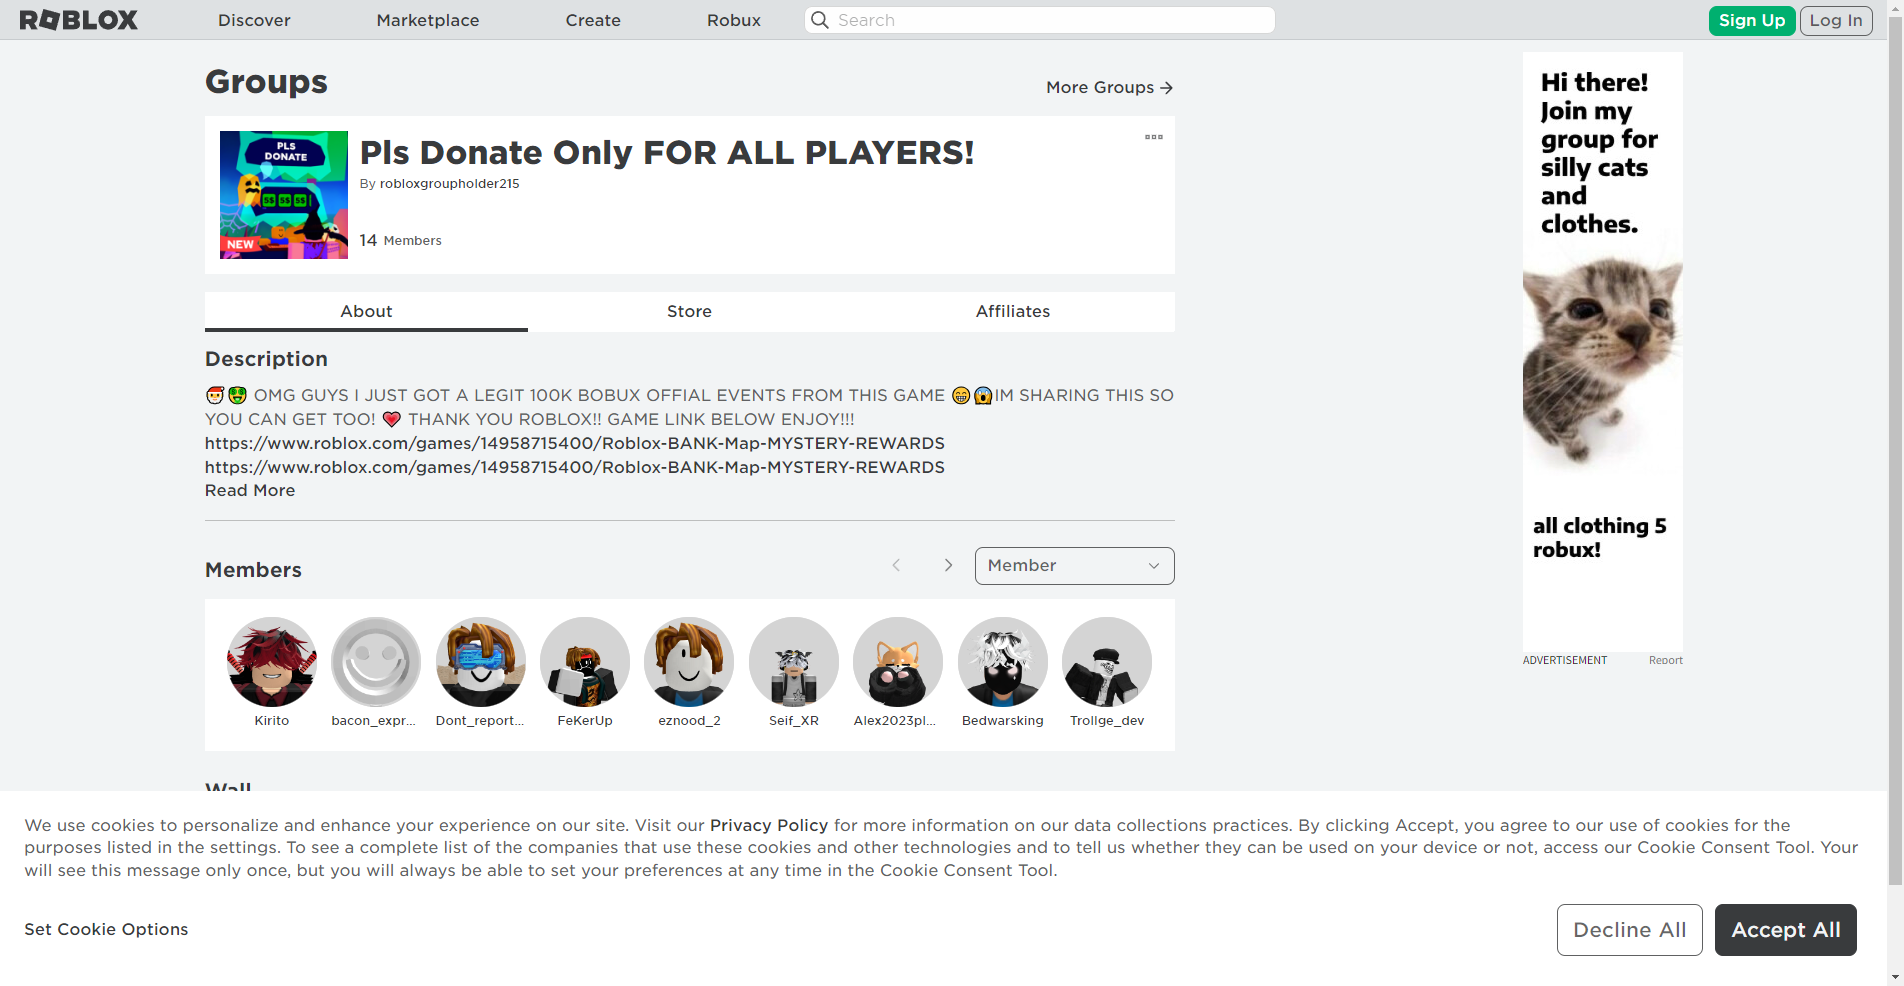 ROBLOX
Discover
Marketplace
Create
Robux
Search
Sign Up
Log In
Groups
More Groups →
PLS
DONATE
NEW
Pls Donate Only FOR ALL PLAYERS!
By robloxgroupholder215
14 Members
About
Store
Affiliates
Description
🎅🤑 OMG GUYS I JUST GOT A LEGIT 100K BOBUX OFFIAL EVENTS FROM THIS GAME 😁😱IM SHARING THIS SO
YOU CAN GET TOO! 💗 THANK YOU ROBLOX!! GAME LINK BELOW ENJOY!!!
https://www.roblox.com/games/14958715400/Roblox-BANK-Map-MYSTERY-REWARDS
https://www.roblox.com/games/14958715400/Roblox-BANK-Map-MYSTERY-REWARDS
Read More
Members
Member
Kirito
bacon_expr...
Dont_report...
FeKerUp
eznood_2
Seif_XR
Alex2023pl...
Bedwarsking
Trollge_dev
Wall
Hi there!
Join my
group for
silly cats
and
clothes.
all clothing 5
robux!
ADVERTISEMENT
Report
We use cookies to personalize and enhance your experience on our site. Visit our Privacy Policy for more information on our data collections practices. By clicking Accept, you agree to our use of cookies for the
purposes listed in the settings. To see a complete list of the companies that use these cookies and other technologies and to tell us whether they can be used on your device or not, access our Cookie Consent Tool. Your
will see this message only once, but you will always be able to set your preferences at any time in the Cookie Consent Tool.
Set Cookie Options
Decline All
Accept All